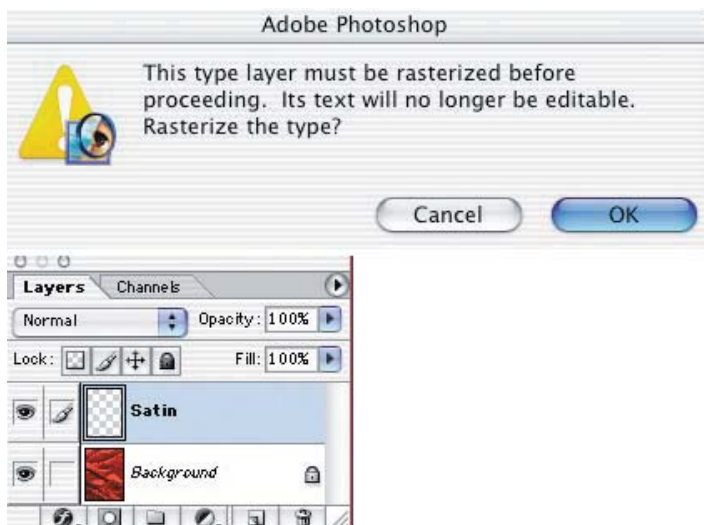 Adobe Photoshop
This type layer must be rasterized before
proceeding. Its text will no longer be editable.
Rasterize the type?
Cancel OK
Layers Channels
Normal Opacity: 100%
Lock: Fill: 100%
Satin
Background